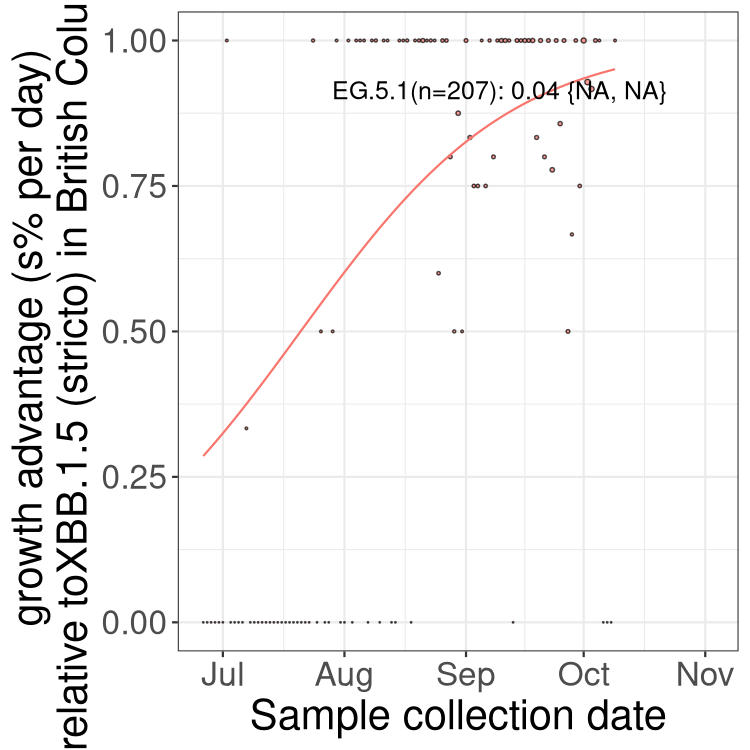 growth advantage (s% per day)
relative toXBB.1.5 (stricto) in British Colu
1.00
0.75
0.50
0.25
0.00
EG.5.1(n=207): 0.04 {NA, NA}
Jul Aug Sep Oct Nov
Sample collection date